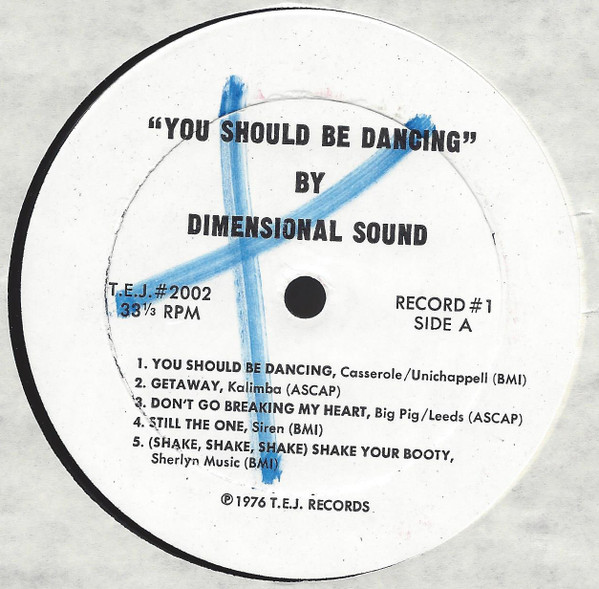 "YOU SHOULD BE DANCING"
BY
DIMENSIONAL SOUND
T.E.J.#2002
33⅓ RPM
RECORD #1
SIDE A
1. YOU SHOULD BE DANCING, Casserole/Unichappell (BMI)
2. GETAWAY, Kalimba (ASCAP)
3. DON'T GO BREAKING MY HEART, Big Pig/Leeds (ASCAP)
4. STILL THE ONE, Siren (BMI)
5. (SHAKE, SHAKE, SHAKE) SHAKE YOUR BOOTY,
Sherlyn Music (BMI)
℗ 1976 T.E.J. RECORDS